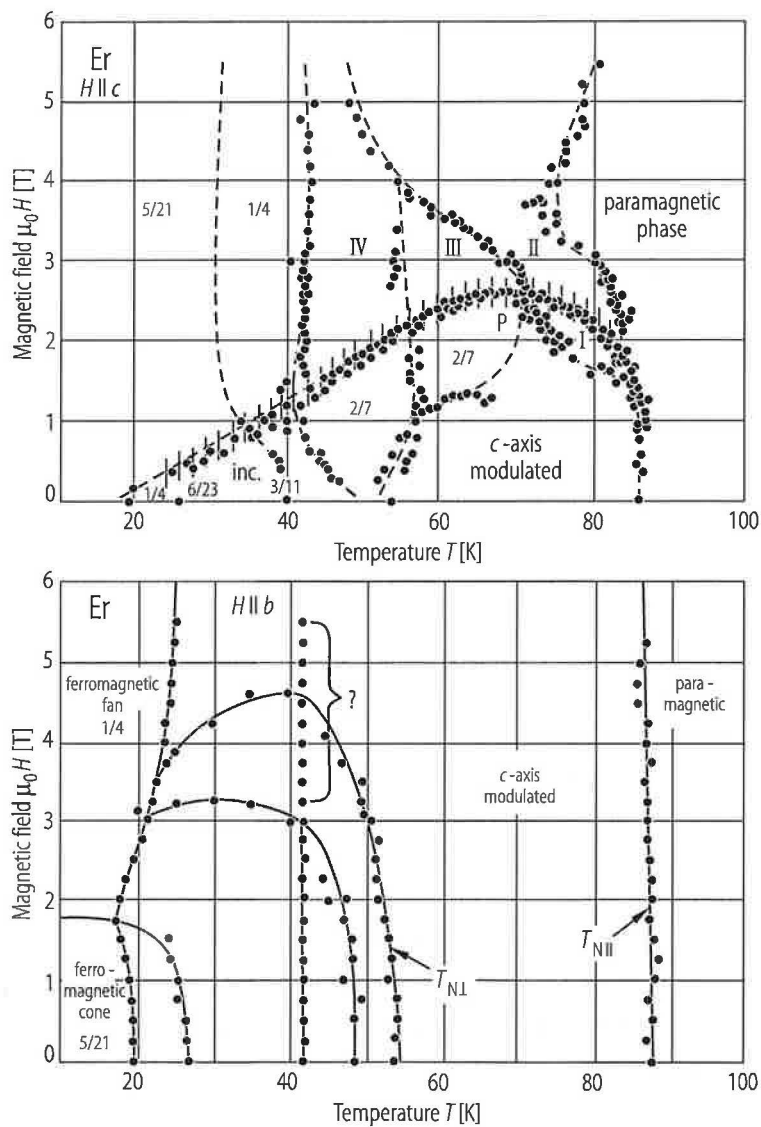 6
Er
H || c
5
4
5/21
1/4
paramagnetic
phase
IV
III
II
3
Magnetic field μ₀H [T]
P
I
2
2/7
2/7
1
c-axis
modulated
inc.
1/4
6/23
3/11
0
20
40
60
80
100
Temperature T [K]
6
Er
H || b
5
ferromagnetic
fan
1/4
?
para-
magnetic
4
c-axis
modulated
3
Magnetic field μ₀H [T]
2
T_N⊥
T_N||
1
ferro-
magnetic
cone
5/21
0
20
40
60
80
100
Temperature T [K]